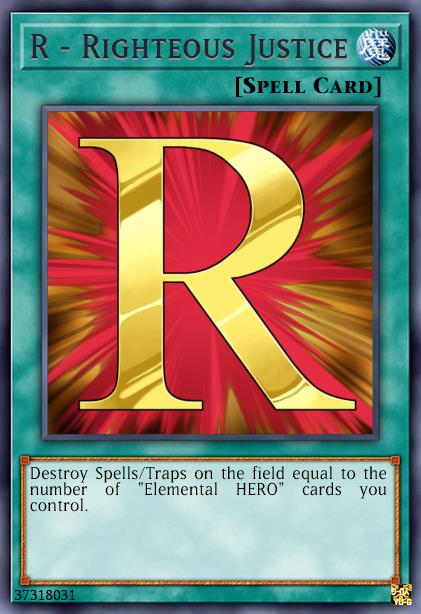 R - Righteous Justice
魔
[Spell Card]
R
Destroy Spells/Traps on the field equal to the
number of "Elemental HERO" cards you
control.
37318031